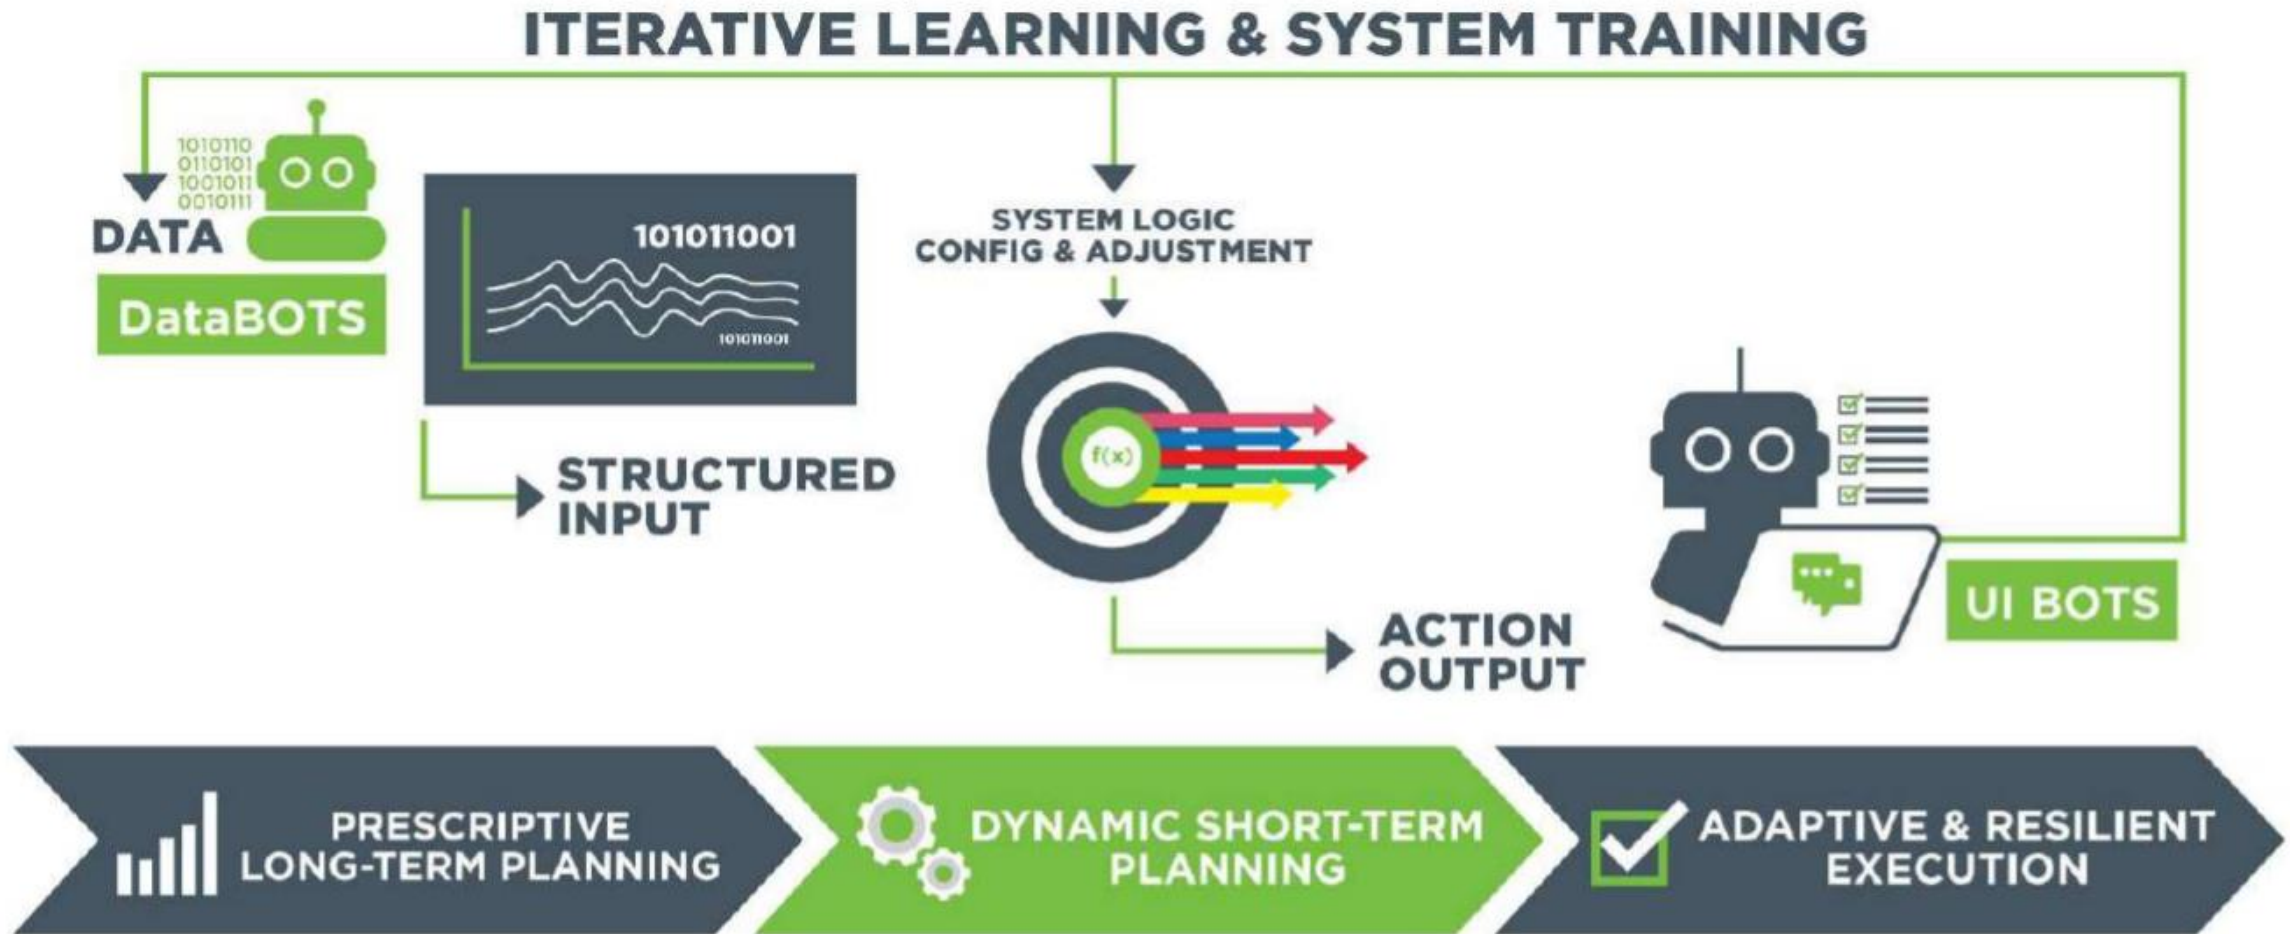 ITERATIVE LEARNING & SYSTEM TRAINING
1010110
0110101
1001011
0010111
DATA
DataBOTS
101011001
101011001
STRUCTURED
INPUT
SYSTEM LOGIC
CONFIG & ADJUSTMENT
f(x)
ACTION
OUTPUT
UI BOTS
PRESCRIPTIVE
LONG-TERM PLANNING
DYNAMIC SHORT-TERM
PLANNING
ADAPTIVE & RESILIENT
EXECUTION